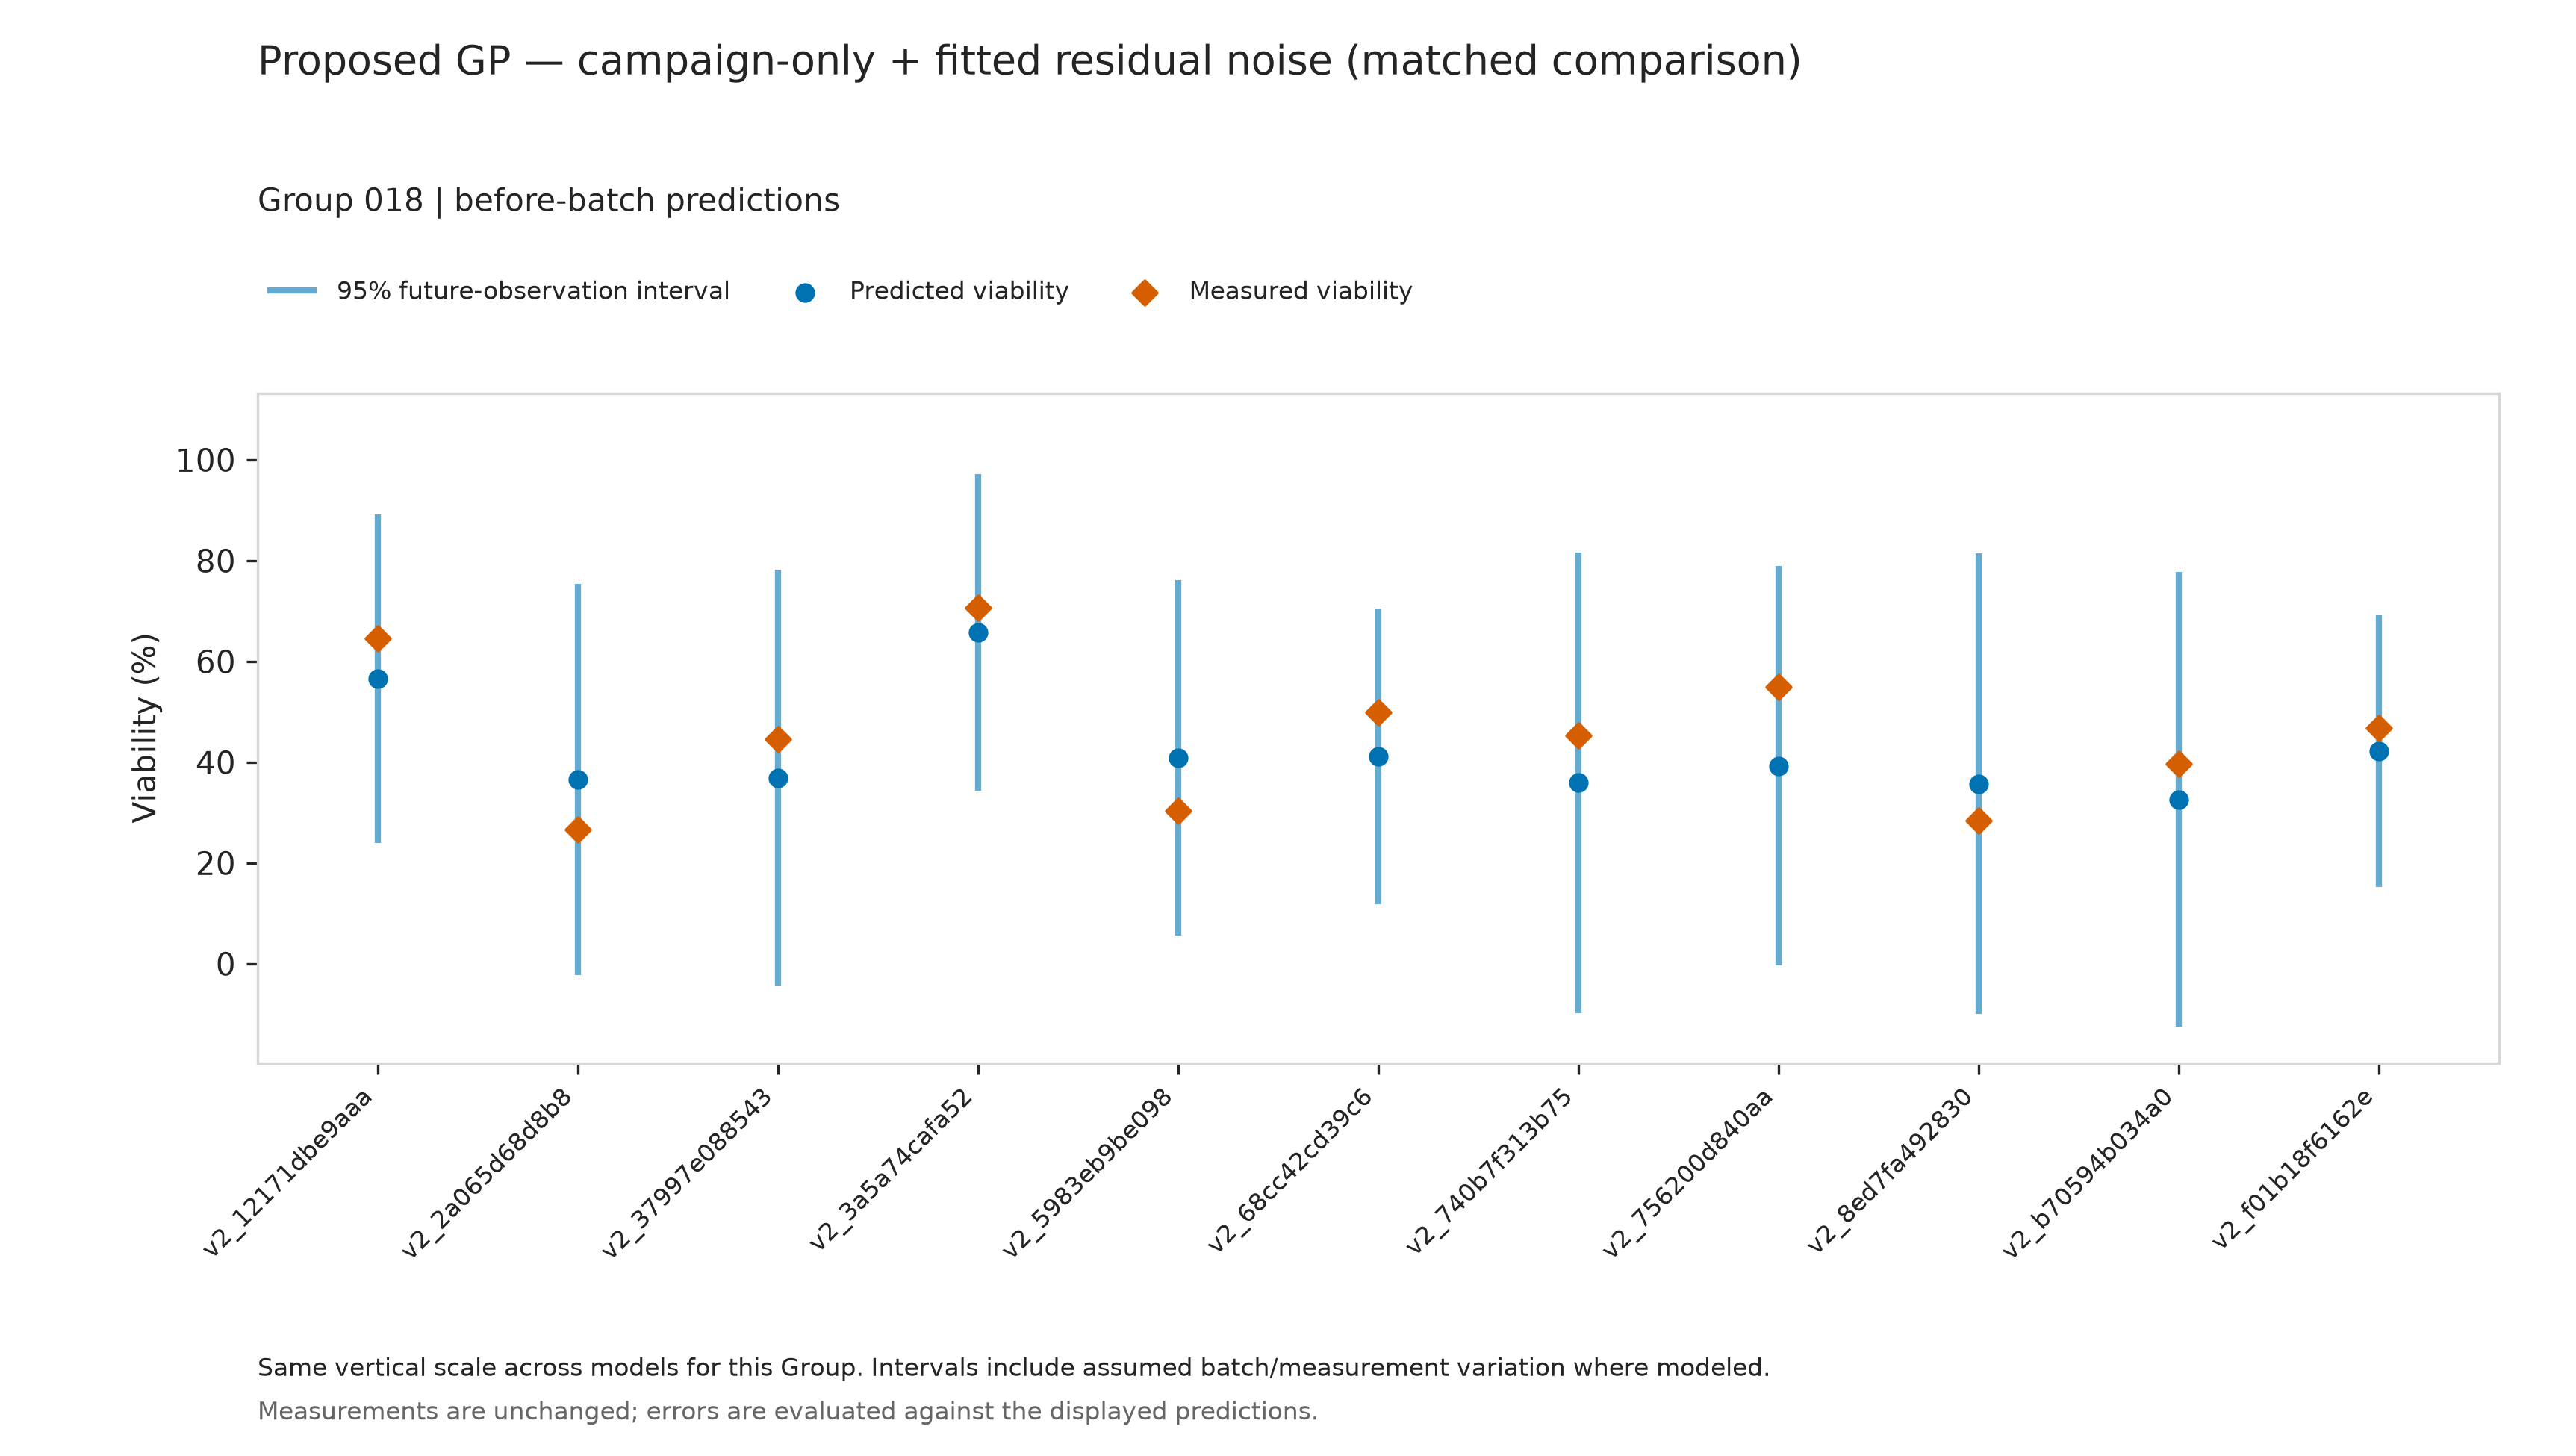 Proposed GP — campaign-only + fitted residual noise (matched comparison)
Group 018 | before-batch predictions
95% future-observation interval
Predicted viability
Measured viability
Viability (%)
100
80
60
40
20
0
v2_12171dbe9aaa
v2_2a065d68d8b8
v2_37997e088543
v2_3a5a74cafa52
v2_5983eb9be098
v2_68cc42cd39c6
v2_740b7f313b75
v2_756200d840aa
v2_8ed7fa492830
v2_b70594b034a0
v2_f01b18f6162e
Same vertical scale across models for this Group. Intervals include assumed batch/measurement variation where modeled.
Measurements are unchanged; errors are evaluated against the displayed predictions.